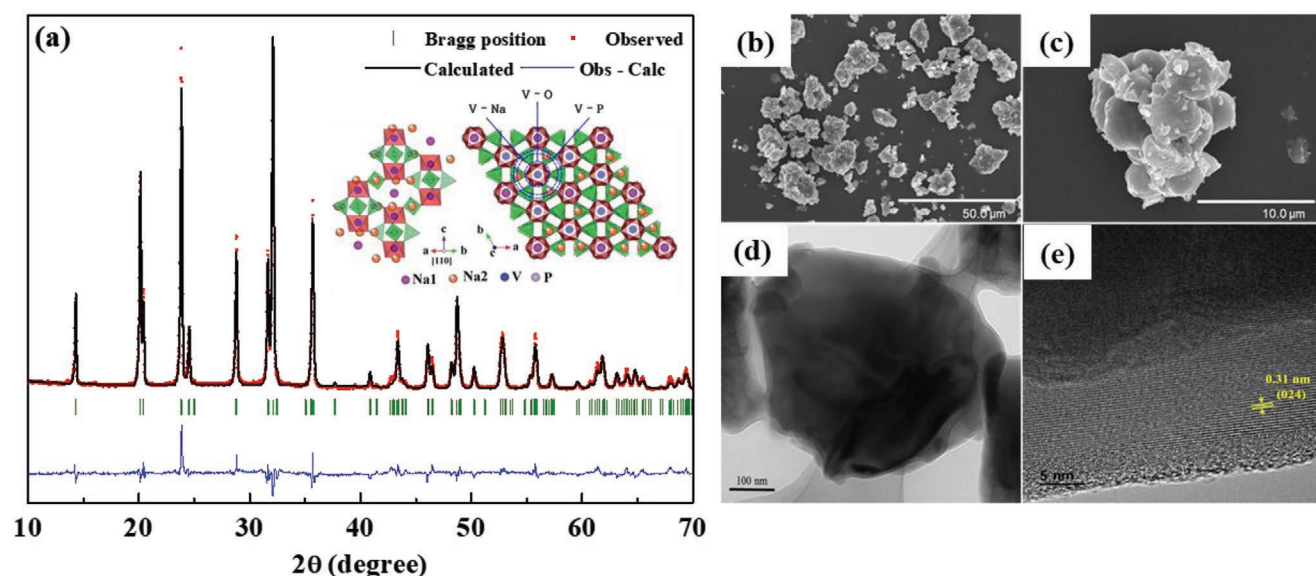 (a)
Bragg position Observed
Calculated Obs - Calc
V - O
V - Na V - P
c b
a b a
[110] c
Na1 Na2 V P
10 20 30 40 50 60 70
2θ (degree)
(b)
50.0 µm
(c)
10.0 µm
(d)
100 nm
(e)
0.31 nm
(024)
5 nm